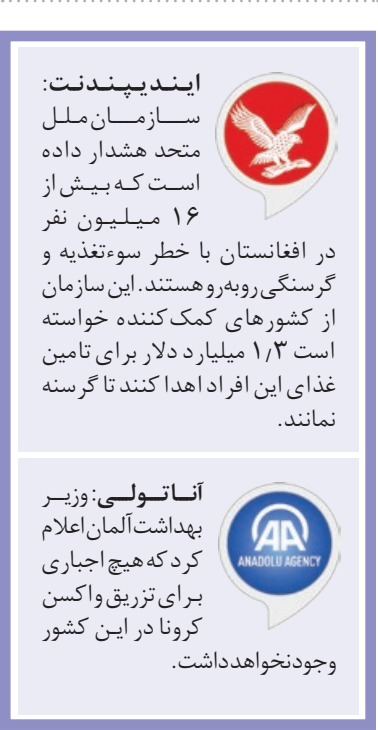 ایندیپندنت:
سازمان ملل
متحد هشدار داده
است که بیش از
۱۶ میلیون نفر
در افغانستان با خطر سوءتغذیه و
گرسنگی روبه‌رو هستند. این سازمان
از کشورهای کمک‌کننده خواسته
است ۱٫۳ میلیارد دلار برای تامین
غذای این افراد اهدا کنند تا گرسنه
نمانند.
آناتولی: وزیر
بهداشت آلمان اعلام
کرد که هیچ اجباری
برای تزریق واکسن
کرونا در این کشور
وجود نخواهد داشت.
AA
ANADOLU AGENCY